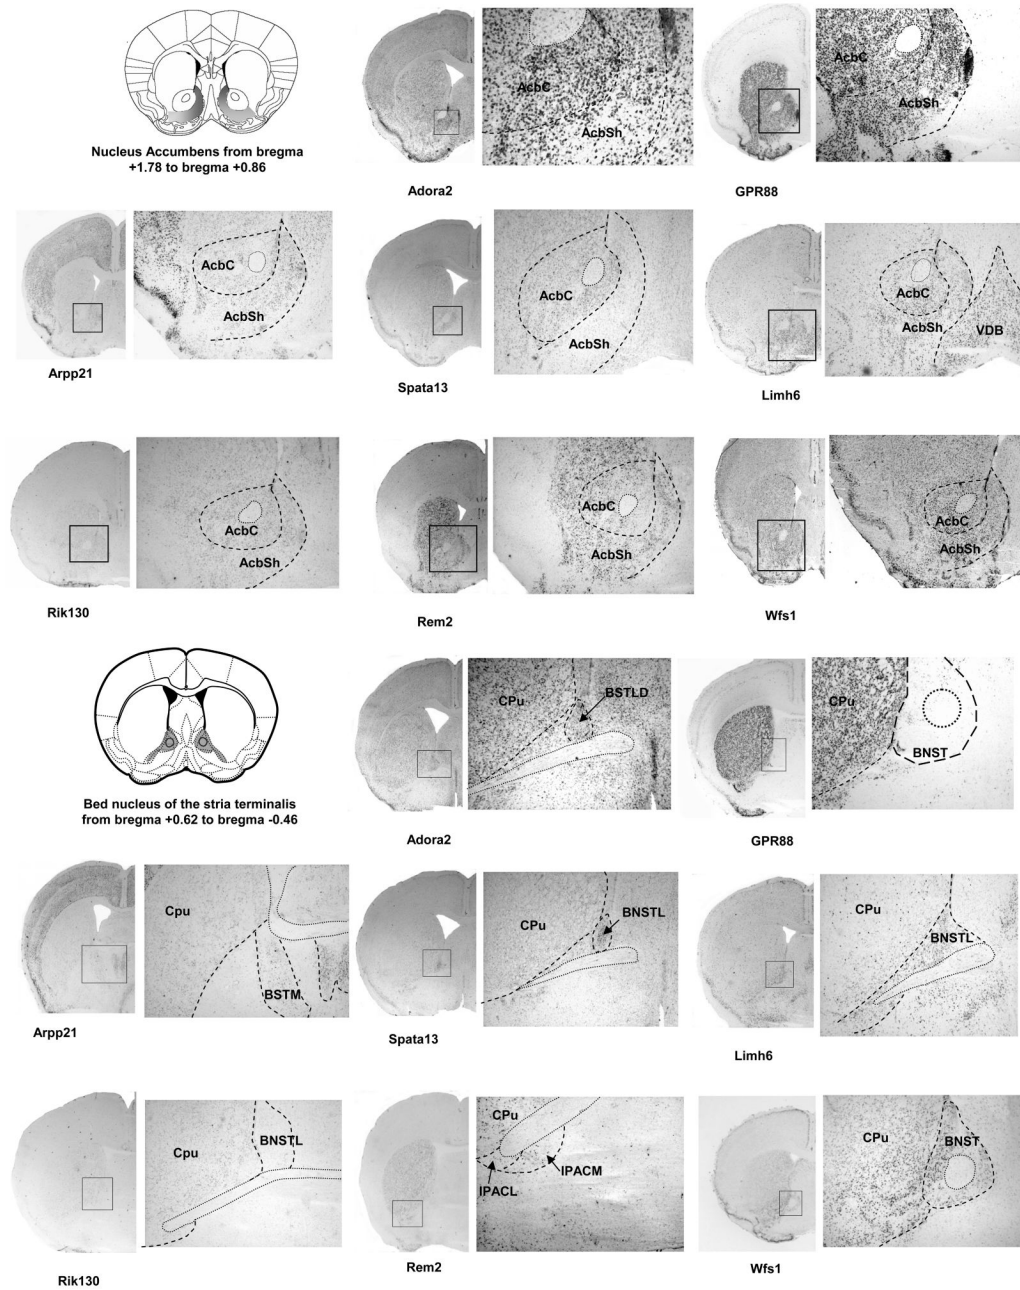 AcbC
AcbSh
AcbC
AcbSh
Nucleus Accumbens from bregma
+1.78 to bregma +0.86
Adora2
GPR88
AcbC
AcbSh
AcbC
AcbSh
AcbC
AcbSh
VDB
Arpp21
Spata13
Limh6
AcbC
AcbSh
AcbC
AcbSh
AcbC
AcbSh
Rik130
Rem2
Wfs1
CPu
BSTLD
CPu
BNST
Bed nucleus of the stria terminalis
from bregma +0.62 to bregma -0.46
Adora2
GPR88
Cpu
BSTM
CPu
BNSTL
CPu
BNSTL
Arpp21
Spata13
Limh6
Cpu
BNSTL
CPu
IPACL
IPACM
CPu
BNST
Rik130
Rem2
Wfs1